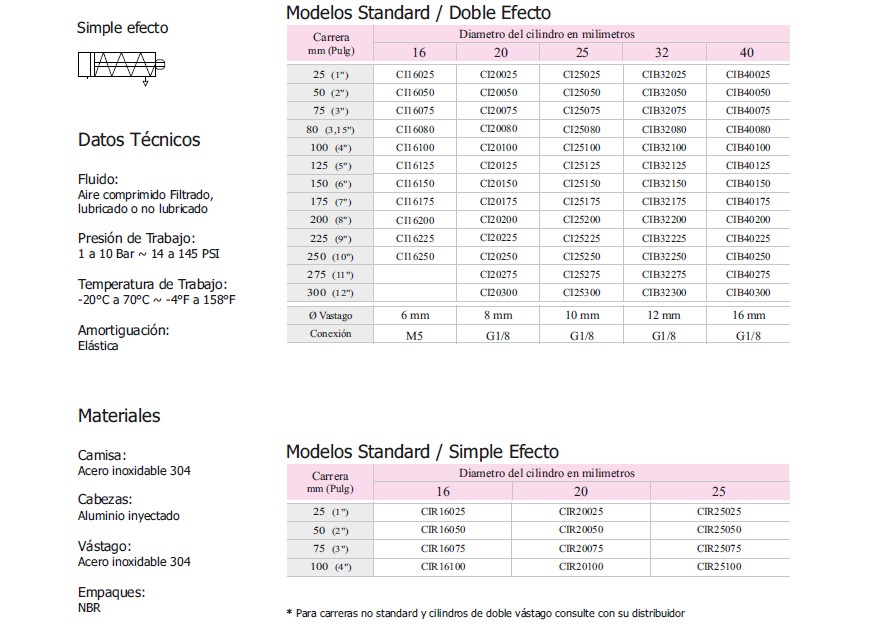 Simple efecto
Datos Técnicos
Fluido:
Aire comprimido Filtrado,
lubricado o no lubricado
Presión de Trabajo:
1 a 10 Bar ~ 14 a 145 PSI
Temperatura de Trabajo:
-20°C a 70°C ~ -4°F a 158°F
Amortiguación:
Elástica
Materiales
Camisa:
Acero inoxidable 304
Cabezas:
Aluminio inyectado
Vástago:
Acero inoxidable 304
Empaques:
NBR
Modelos Standard / Doble Efecto
Carrera Diametro del cilindro en milimetros
mm (Pulg) 16 20 25 32 40
25 (1") CI16025 CI20025 CI25025 CIB32025 CIB40025
50 (2") CI16050 CI20050 CI25050 CIB32050 CIB40050
75 (3") CI16075 CI20075 CI25075 CIB32075 CIB40075
80 (3,15") CI16080 CI20080 CI25080 CIB32080 CIB40080
100 (4") CI16100 CI20100 CI25100 CIB32100 CIB40100
125 (5") CI16125 CI20125 CI25125 CIB32125 CIB40125
150 (6") CI16150 CI20150 CI25150 CIB32150 CIB40150
175 (7") CI16175 CI20175 CI25175 CIB32175 CIB40175
200 (8") CI16200 CI20200 CI25200 CIB32200 CIB40200
225 (9") CI16225 CI20225 CI25225 CIB32225 CIB40225
250 (10") CI16250 CI20250 CI25250 CIB32250 CIB40250
275 (11") CI20275 CI25275 CIB32275 CIB40275
300 (12") CI20300 CI25300 CIB32300 CIB40300
Ø Vastago 6 mm 8 mm 10 mm 12 mm 16 mm
Conexión M5 G1/8 G1/8 G1/8 G1/8
Modelos Standard / Simple Efecto
Carrera Diametro del cilindro en milimetros
mm (Pulg) 16 20 25
25 (1") CIR16025 CIR20025 CIR25025
50 (2") CIR16050 CIR20050 CIR25050
75 (3") CIR16075 CIR20075 CIR25075
100 (4") CIR16100 CIR20100 CIR25100
* Para carreras no standard y cilindros de doble vástago consulte con su distribuidor